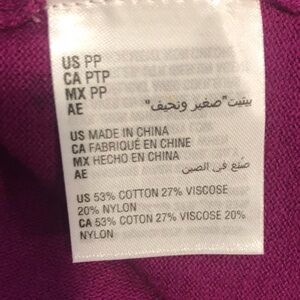 US PP
CA PTP
MX PP
AE بيتيت "صغير ونحيف"
US MADE IN CHINA
CA FABRIQUÉ EN CHINE
MX HECHO EN CHINA
AE صنع في الصين
US 53% COTTON 27% VISCOSE
20% NYLON
CA 53% COTON 27% VISCOSE 20%
NYLON